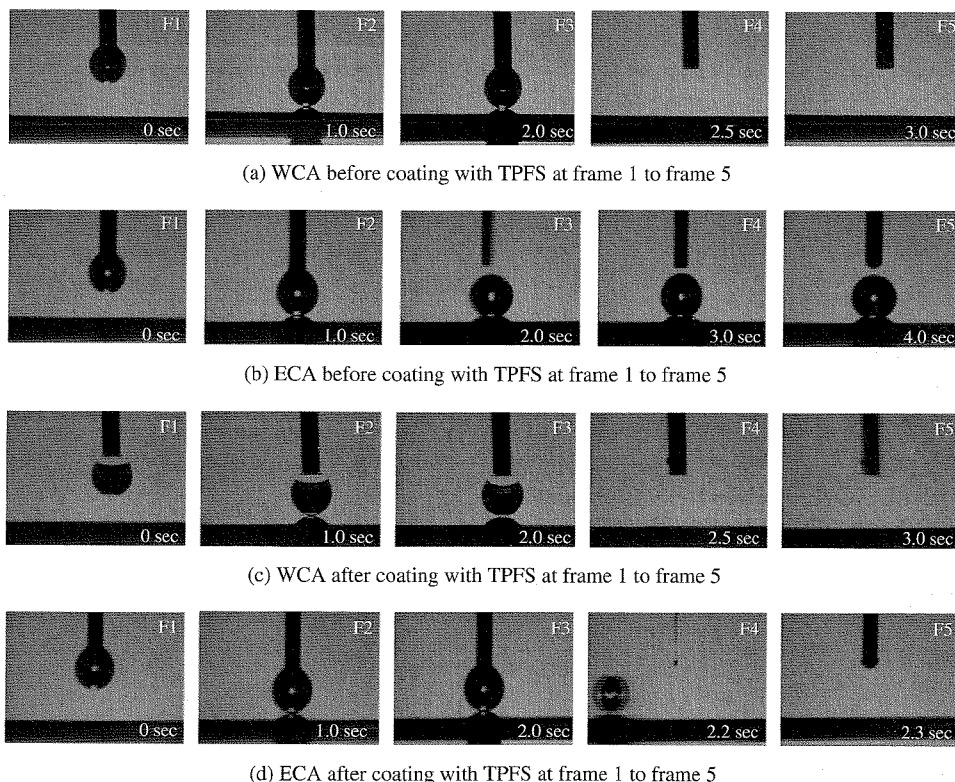 F1 F2 F3 F4 F5
0 sec 1.0 sec 2.0 sec 2.5 sec 3.0 sec
(a) WCA before coating with TPFS at frame 1 to frame 5
F1 F2 F3 F4 F5
0 sec 1.0 sec 2.0 sec 3.0 sec 4.0 sec
(b) ECA before coating with TPFS at frame 1 to frame 5
F1 F2 F3 F4 F5
0 sec 1.0 sec 2.0 sec 2.5 sec 3.0 sec
(c) WCA after coating with TPFS at frame 1 to frame 5
F1 F2 F3 F4 F5
0 sec 1.0 sec 2.0 sec 2.2 sec 2.3 sec
(d) ECA after coating with TPFS at frame 1 to frame 5